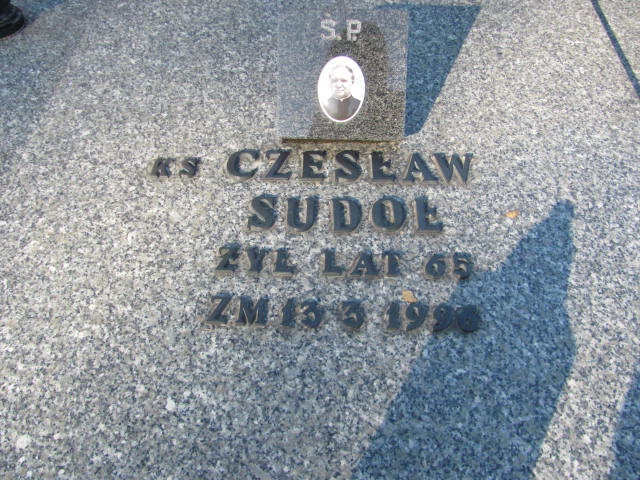 Ś.P.
KS CZESŁAW
SUDOŁ
ŻYŁ LAT 65
ZM 13 3 1996